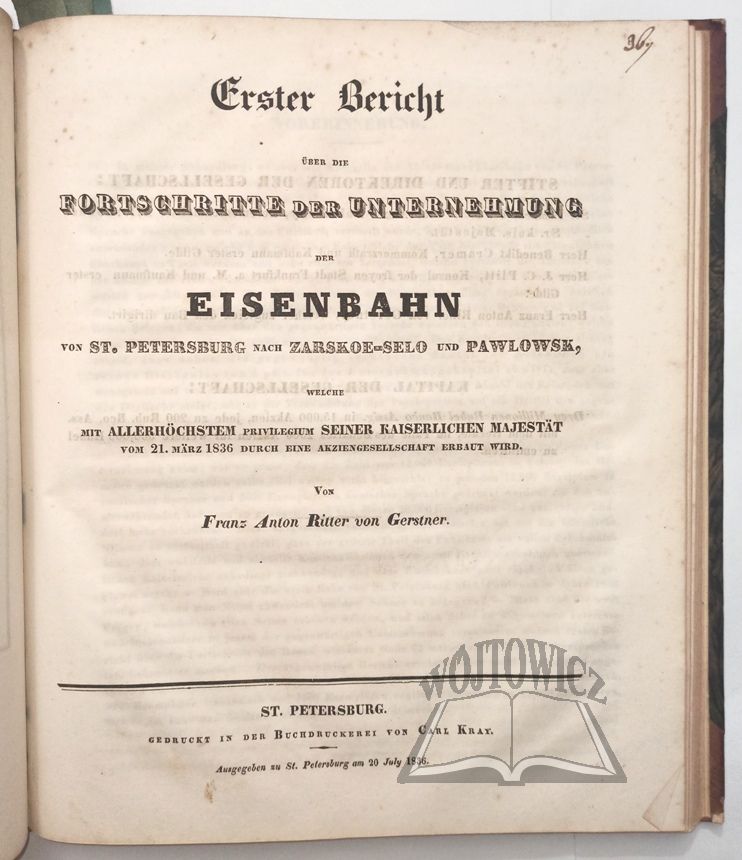 96,
Erster Bericht
ÜBER DIE
FORTSCHRITTE DER UNTERNEHMUNG
DER
EISENBAHN
VON ST. PETERSBURG NACH ZARSKOE-SELO UND PAWLOWSK,
WELCHE
MIT ALLERHÖCHSTEM PRIVILEGIUM SEINER KAISERLICHEN MAJESTÄT
VOM 21. MÄRZ 1836 DURCH EINE AKZIENGESELLSCHAFT ERBAUT WIRD.
Von
Franz Anton Ritter von Gerstner.
ST. PETERSBURG.
GEDRUCKT IN DER BUCHDRUCKEREI VON CARL KRAY.
Ausgegeben zu St. Petersburg am 20 July 1836.
WÓJTOWICZ